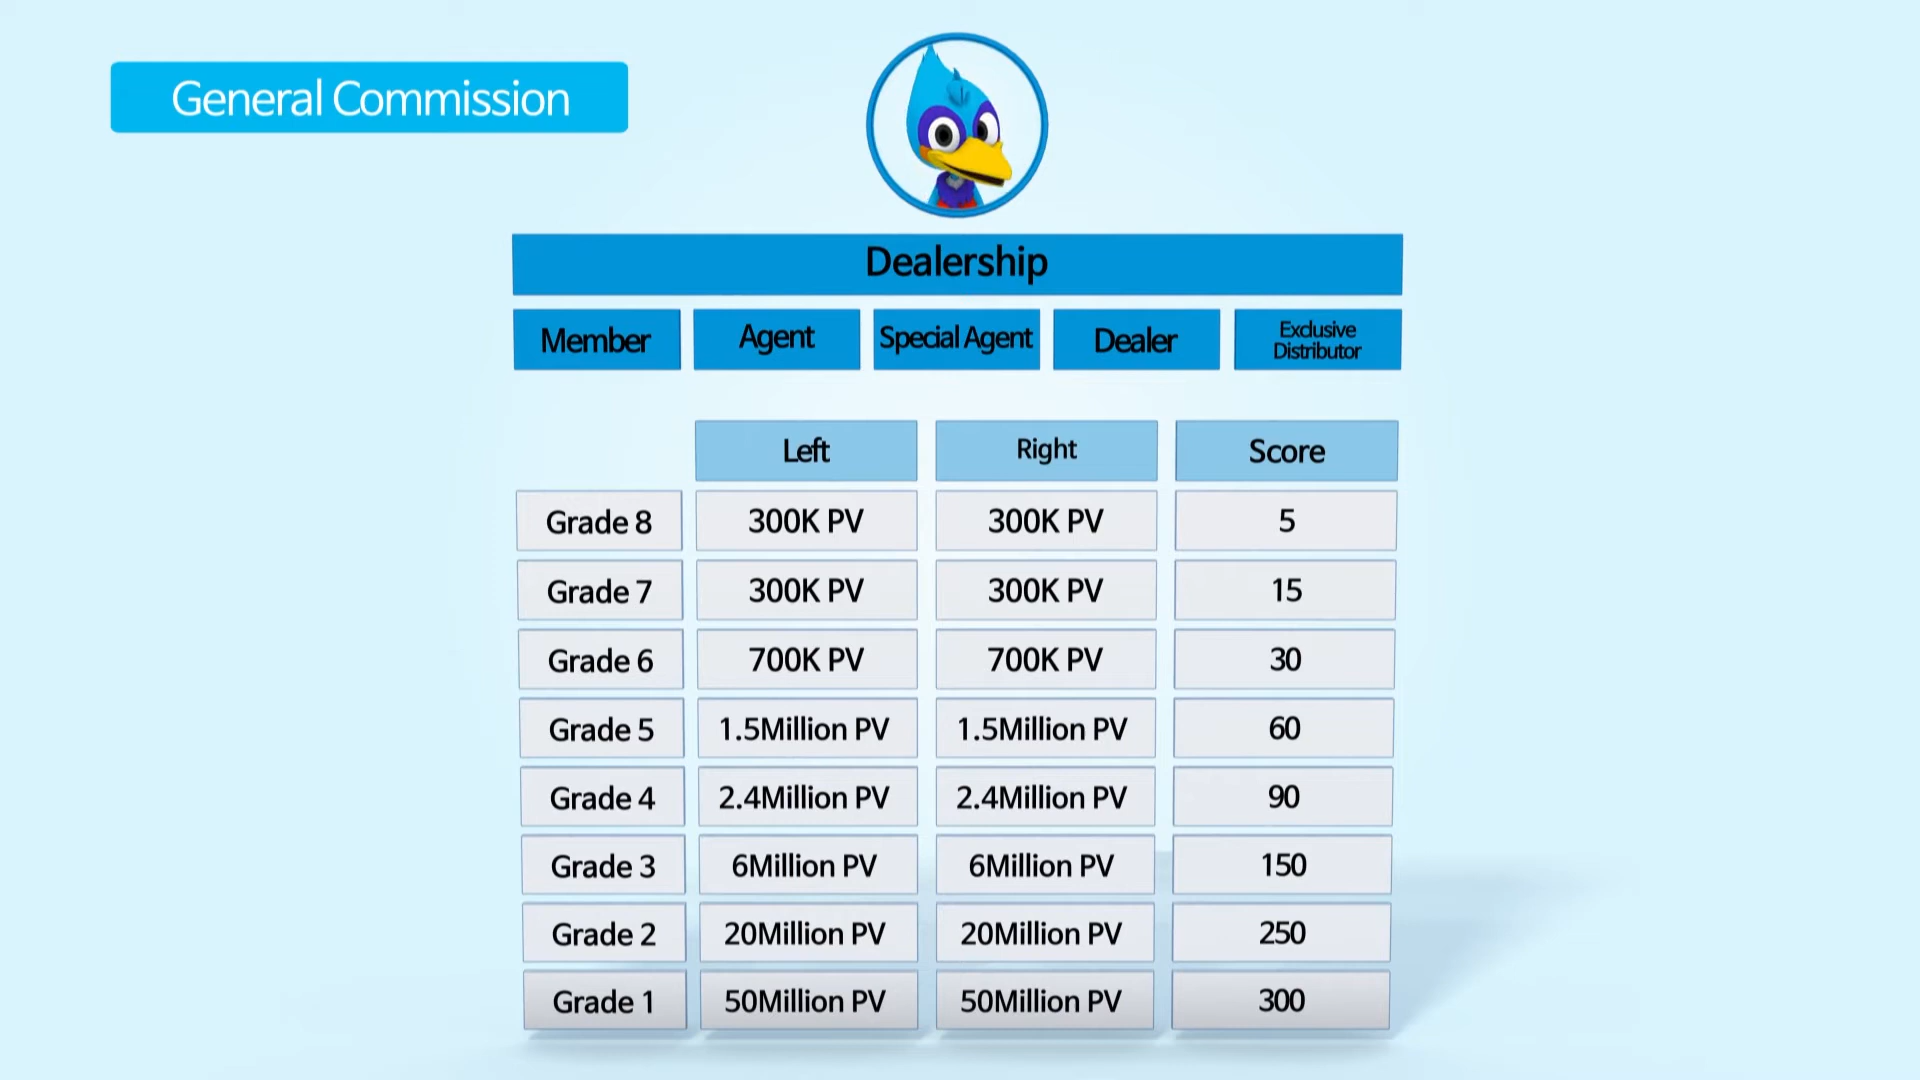 General Commission
Dealership
Member Agent Special Agent Dealer Exclusive
Distributor
Left Right Score
Grade 8 300K PV 300K PV 5
Grade 7 300K PV 300K PV 15
Grade 6 700K PV 700K PV 30
Grade 5 1.5Million PV 1.5Million PV 60
Grade 4 2.4Million PV 2.4Million PV 90
Grade 3 6Million PV 6Million PV 150
Grade 2 20Million PV 20Million PV 250
Grade 1 50Million PV 50Million PV 300